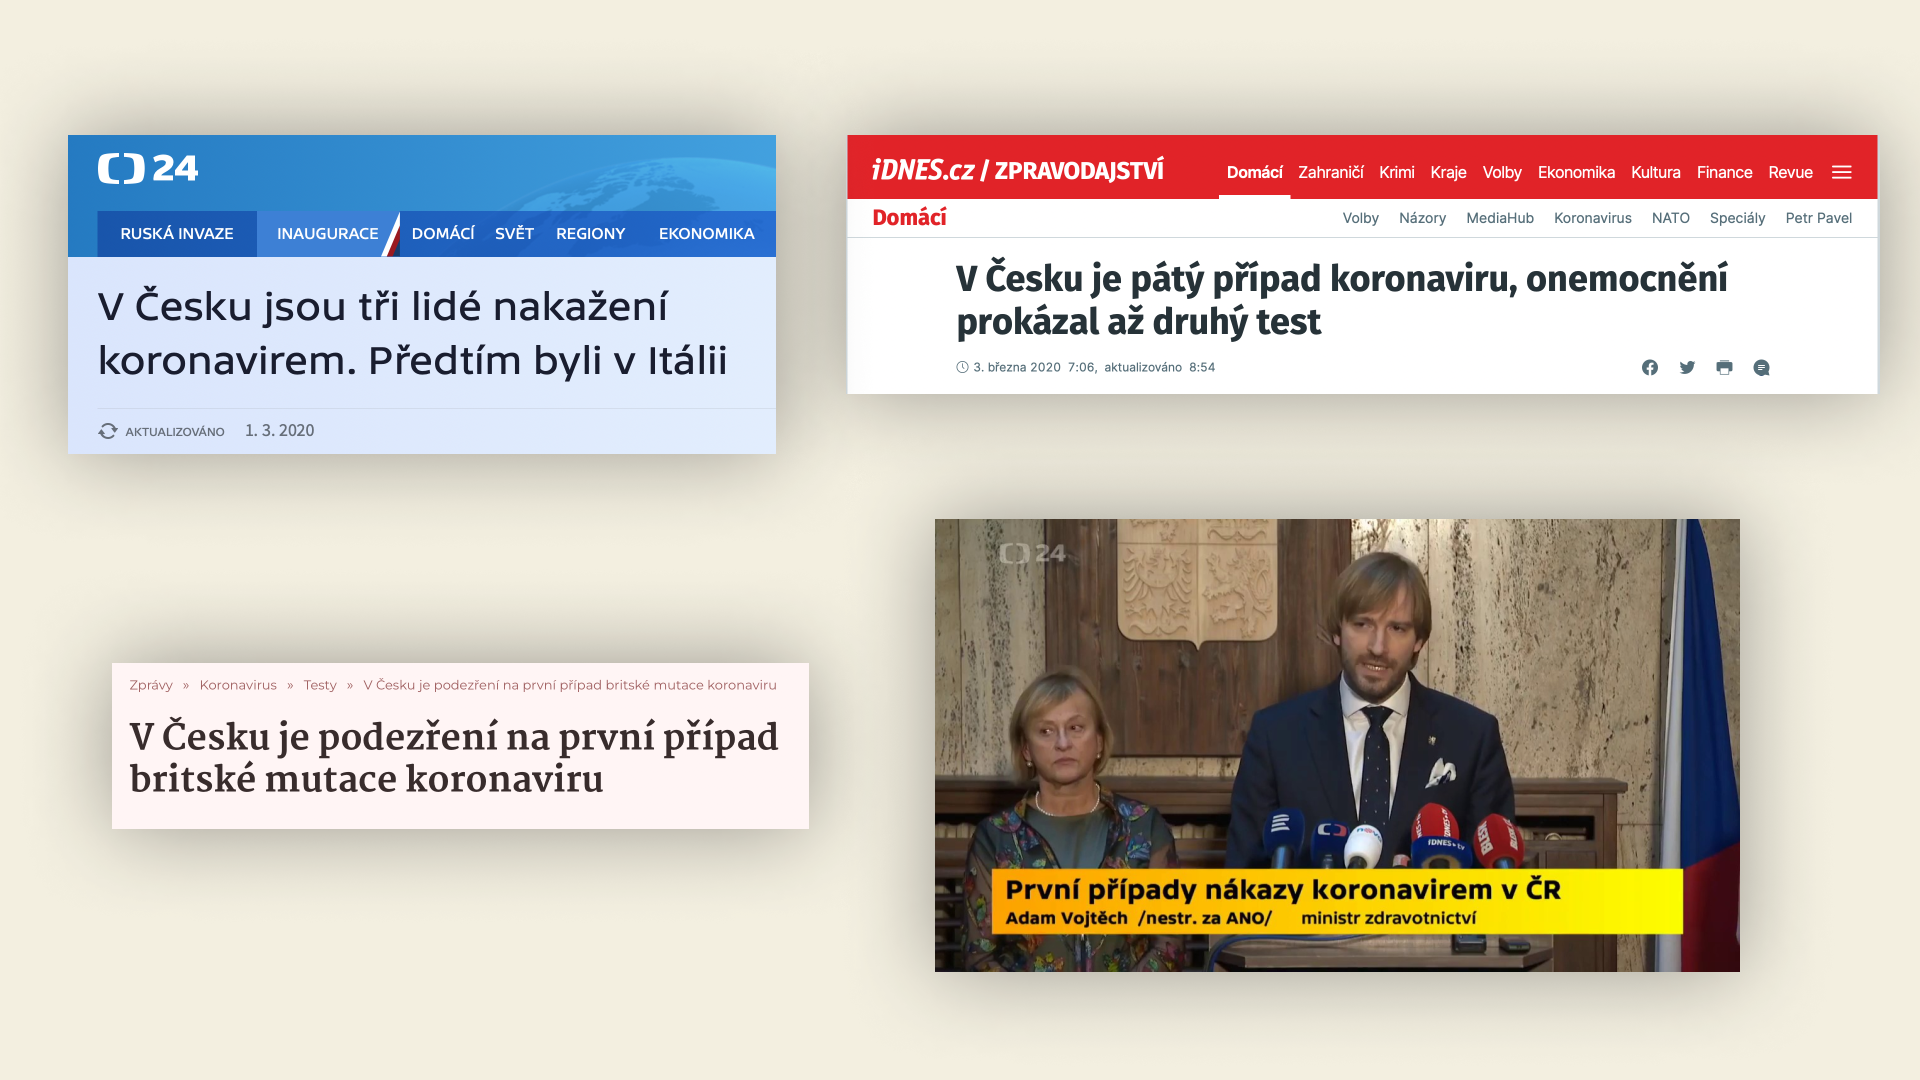 24
RUSKÁ INVAZE INAUGURACE DOMÁCÍ SVĚT REGIONY EKONOMIKA
V Česku jsou tři lidé nakažení
koronavirem. Předtím byli v Itálii
AKTUALIZOVÁNO 1. 3. 2020
iDNES.cz / ZPRAVODAJSTVÍ Domácí Zahraničí Krimi Kraje Volby Ekonomika Kultura Finance Revue
Domácí Volby Názory MediaHub Koronavirus NATO Speciály Petr Pavel
V Česku je pátý případ koronaviru, onemocnění
prokázal až druhý test
3. března 2020 7:06, aktualizováno 8:54
Zprávy » Koronavirus » Testy » V Česku je podezření na první případ britské mutace koronaviru
V Česku je podezření na první případ
britské mutace koronaviru
24
nova
iDNES tv
První případy nákazy koronavirem v ČR
Adam Vojtěch /nestr. za ANO/ ministr zdravotnictví